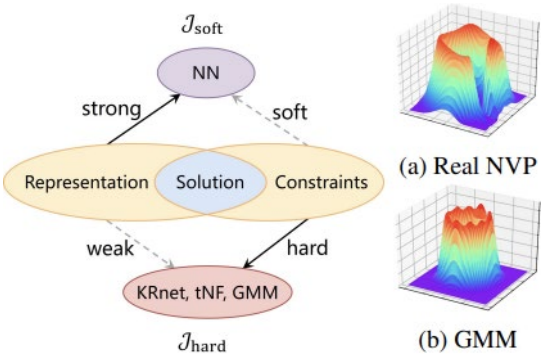 𝒥soft
NN
strong
soft
Representation
Solution
Constraints
weak
hard
KRnet, tNF, GMM
𝒥hard
(a) Real NVP
(b) GMM